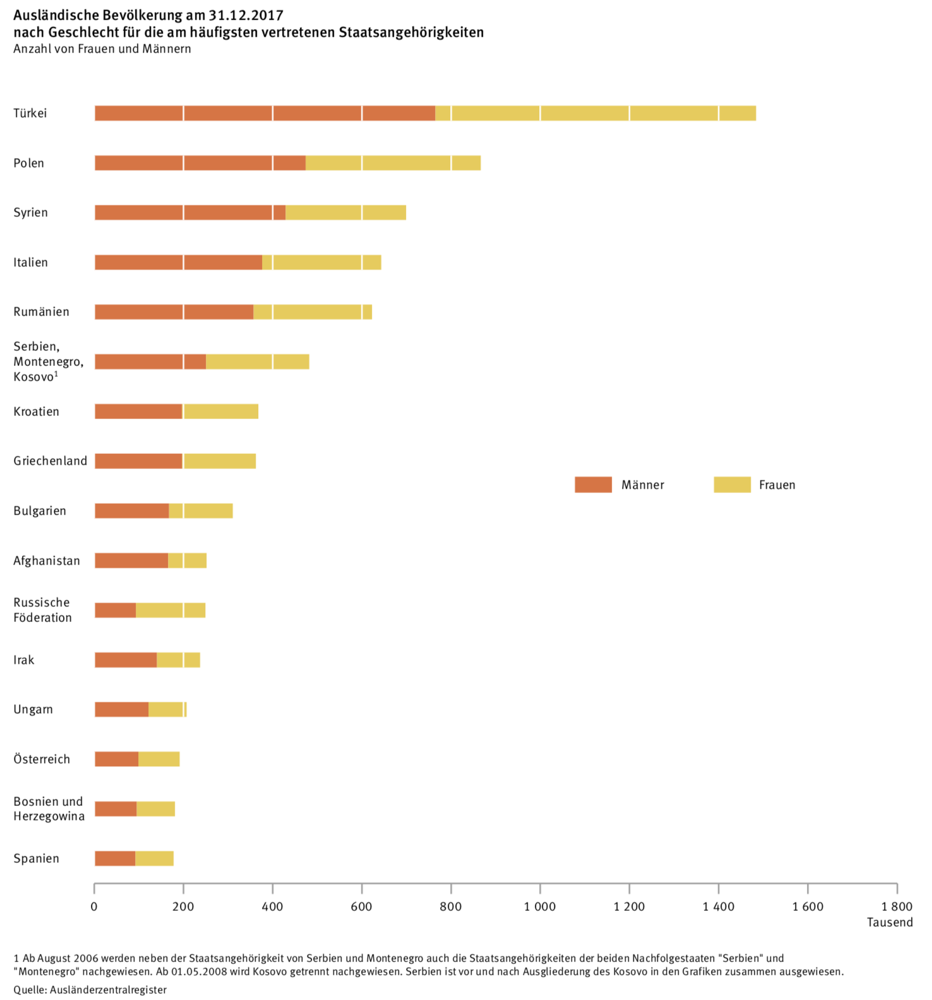 Ausländische Bevölkerung am 31.12.2017
nach Geschlecht für die am häufigsten vertretenen Staatsangehörigkeiten
Anzahl von Frauen und Männern
Türkei
Polen
Syrien
Italien
Rumänien
Serbien,
Montenegro,
Kosovo¹
Kroatien
Griechenland
Männer
Frauen
Bulgarien
Afghanistan
Russische
Föderation
Irak
Ungarn
Österreich
Bosnien und
Herzegowina
Spanien
0 200 400 600 800 1 000 1 200 1 400 1 600 1 800
Tausend
1 Ab August 2006 werden neben der Staatsangehörigkeit von Serbien und Montenegro auch die Staatsangehörigkeiten der beiden Nachfolgestaaten "Serbien" und
"Montenegro" nachgewiesen. Ab 01.05.2008 wird Kosovo getrennt nachgewiesen. Serbien ist vor und nach Ausgliederung des Kosovo in den Grafiken zusammen ausgewiesen.
Quelle: Ausländerzentralregister